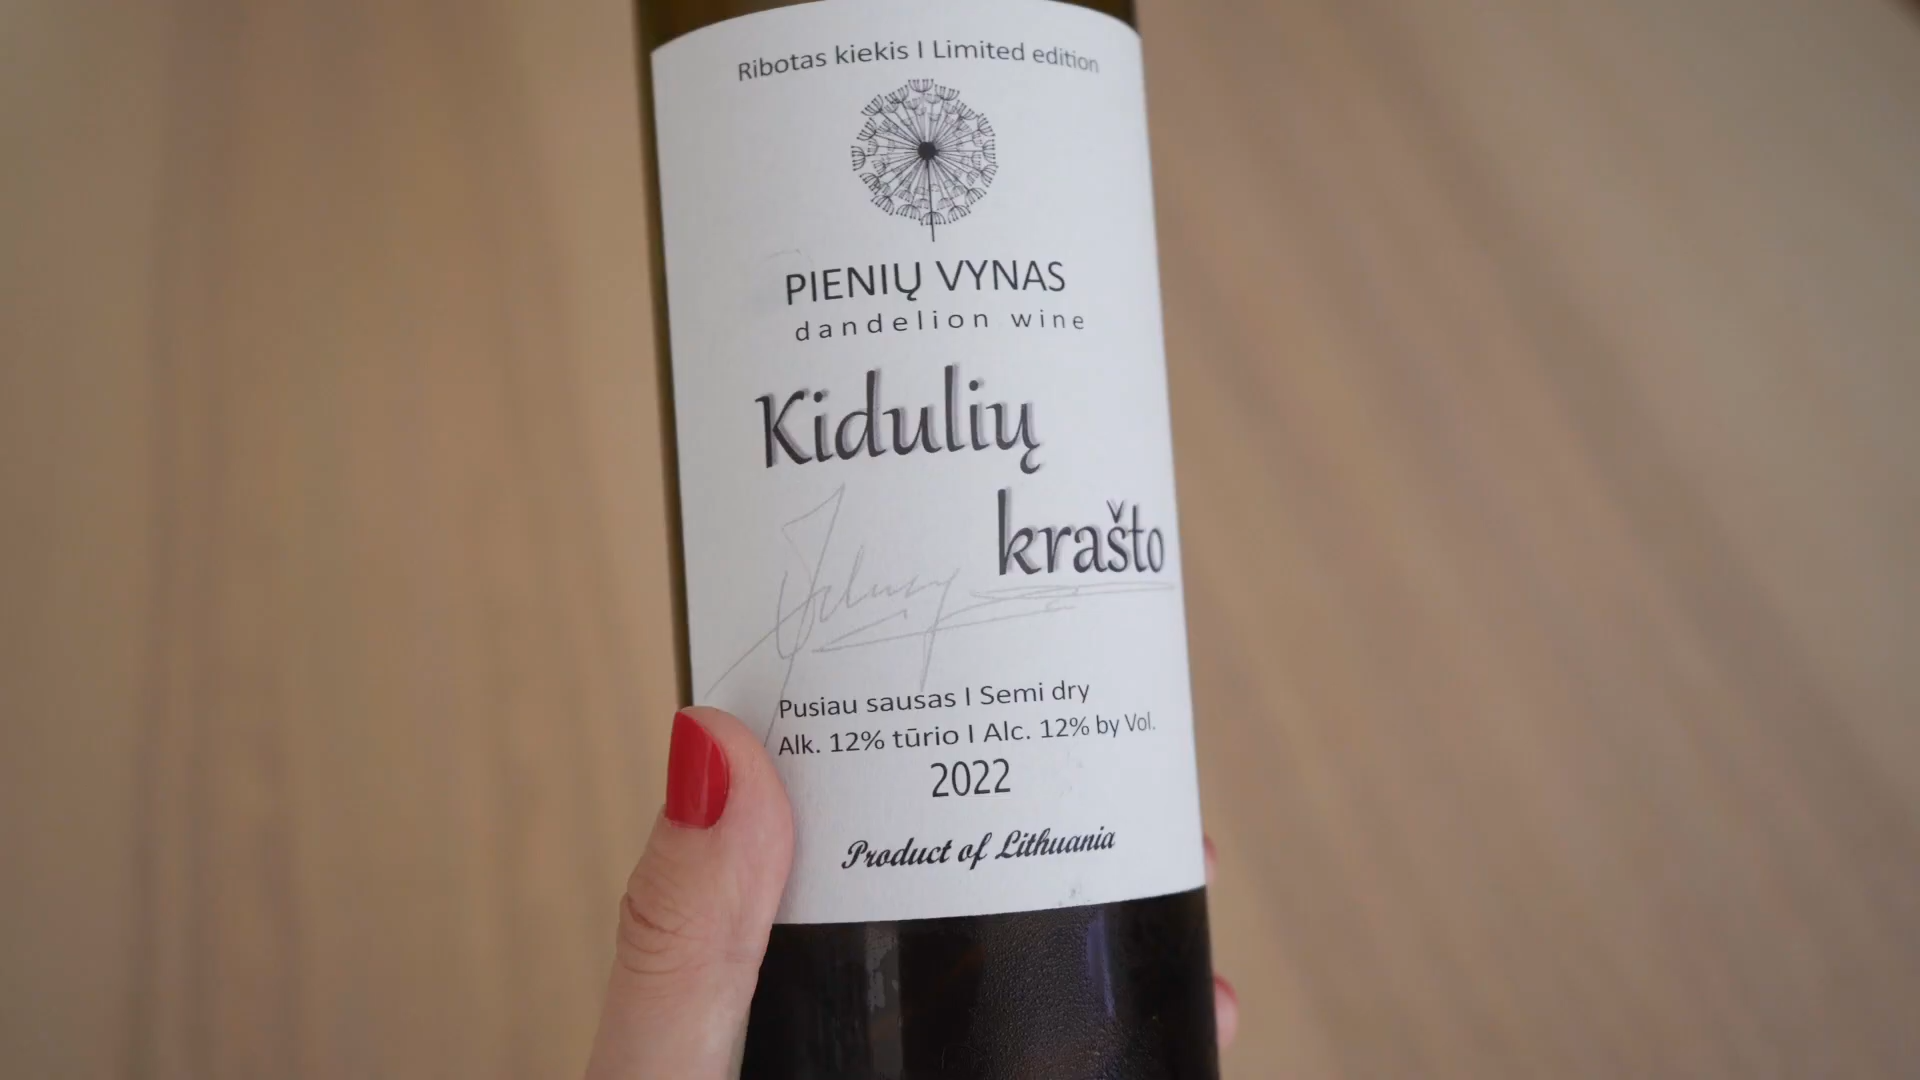 Ribotas kiekis I Limited edition
PIENIŲ VYNAS
dandelion wine
Kidulių
krašto
Pusiau sausas I Semi dry
Alk. 12% tūrio I Alc. 12% by Vol.
2022
Product of Lithuania